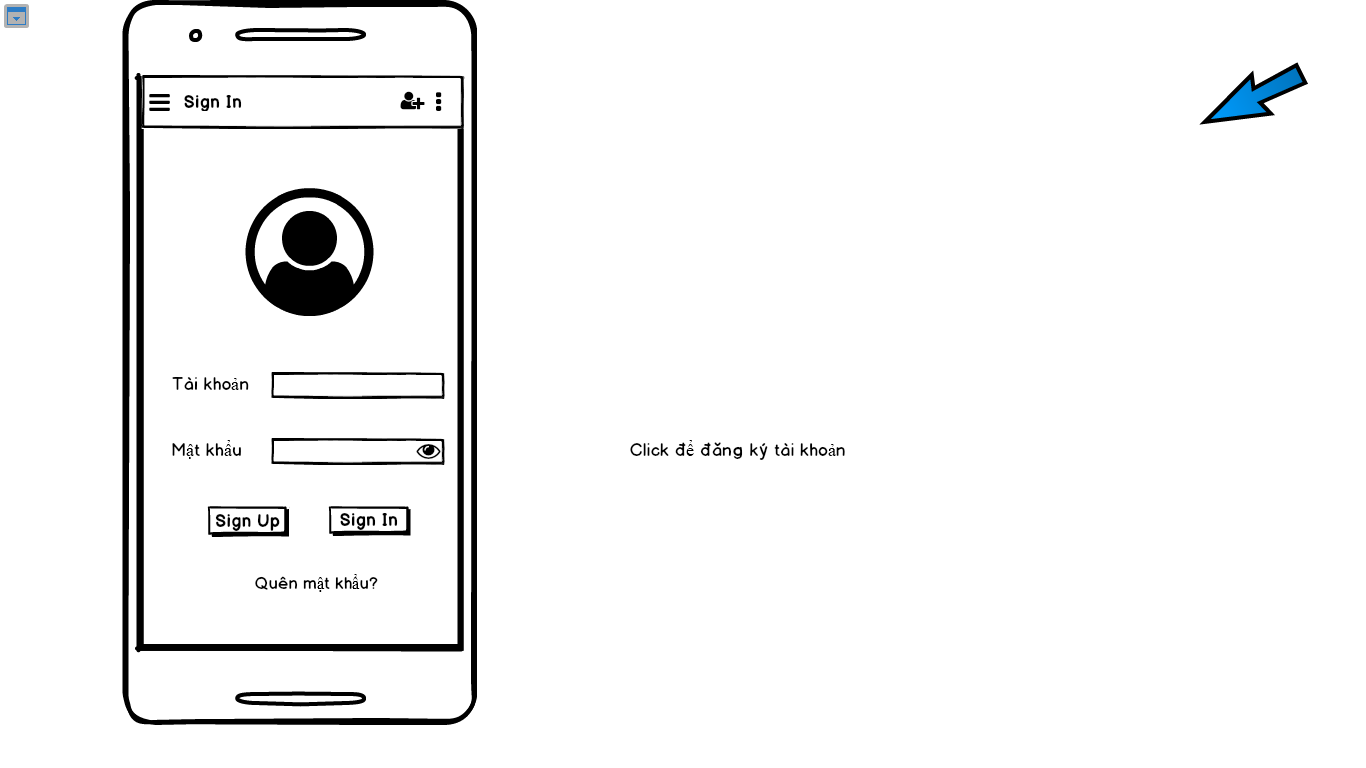 Sign In
Tài khoản
Mật khẩu
Click để đăng ký tài khoản
Sign Up
Sign In
Quên mật khẩu?